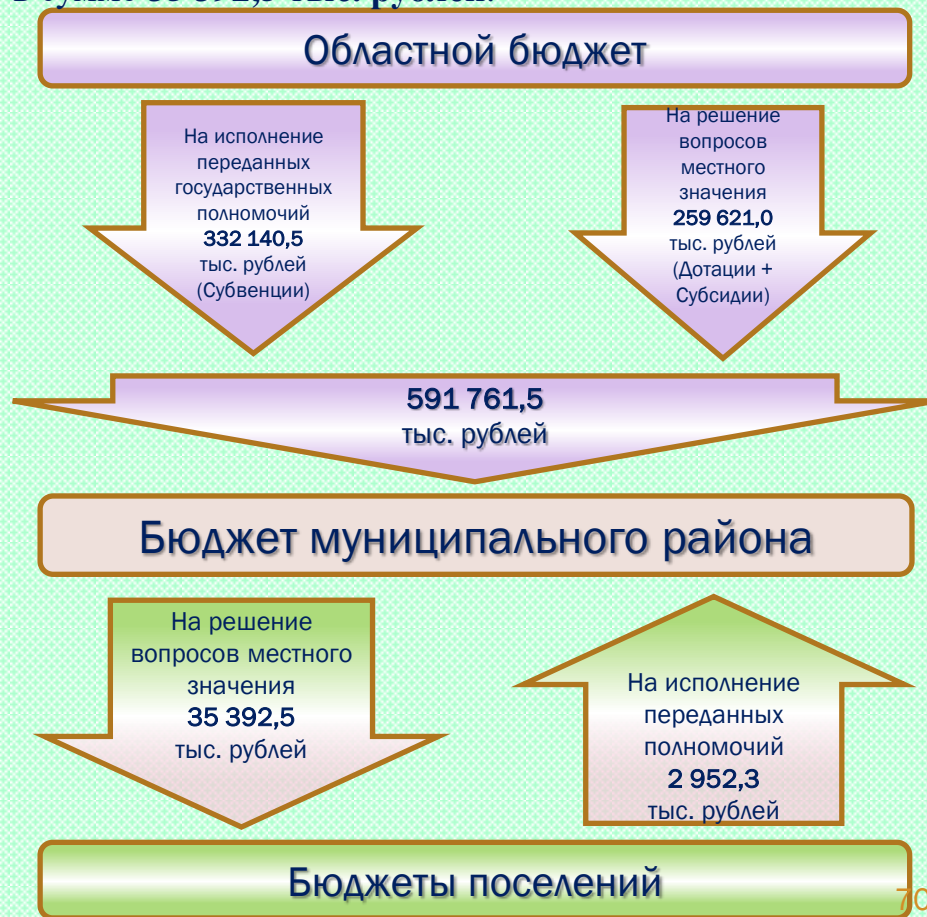 Областной бюджет
На исполнение
переданных
государственных
полномочий
332 140,5
тыс. рублей
(Субвенции)
На решение
вопросов
местного
значения
259 621,0
тыс. рублей
(Дотации +
Субсидии)
591 761,5
тыс. рублей
Бюджет муниципального района
На решение
вопросов местного
значения
35 392,5
тыс. рублей
На исполнение
переданных
полномочий
2 952,3
тыс. рублей
Бюджеты поселений
70